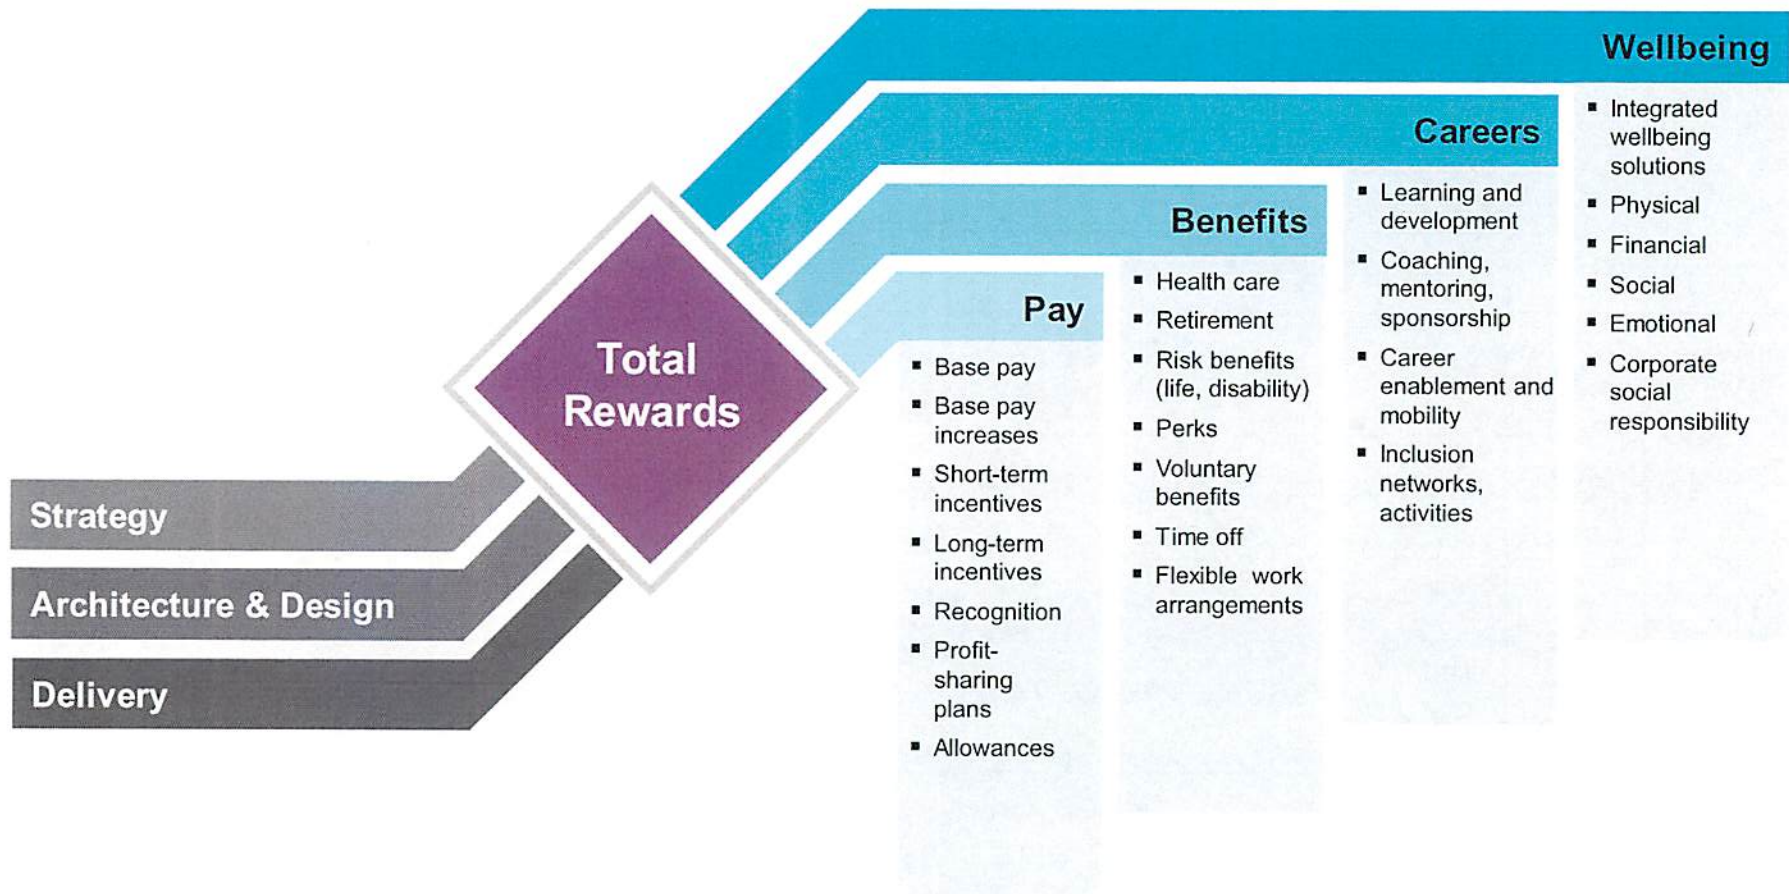 Wellbeing
▪ Integrated
wellbeing
solutions
▪ Physical
▪ Financial
▪ Social
▪ Emotional
▪ Corporate
social
responsibility
Careers
▪ Learning and
development
▪ Coaching,
mentoring,
sponsorship
▪ Career
enablement and
mobility
▪ Inclusion
networks,
activities
Benefits
▪ Health care
▪ Retirement
▪ Risk benefits
(life, disability)
▪ Perks
▪ Voluntary
benefits
▪ Time off
▪ Flexible work
arrangements
Pay
▪ Base pay
▪ Base pay
increases
▪ Short-term
incentives
▪ Long-term
incentives
▪ Recognition
▪ Profit-
sharing
plans
▪ Allowances
Total
Rewards
Strategy
Architecture & Design
Delivery